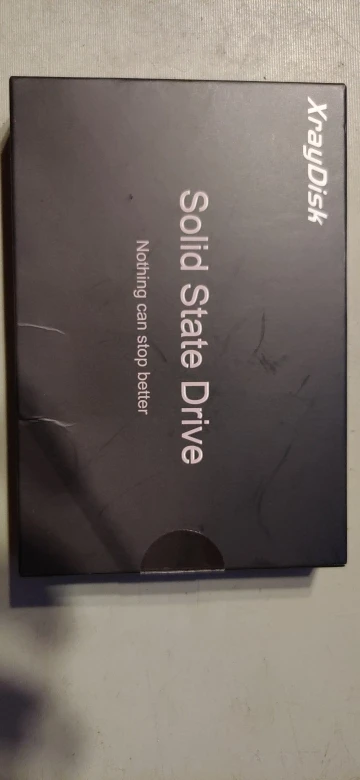 XrayDisk
Solid State Drive
Nothing can stop better